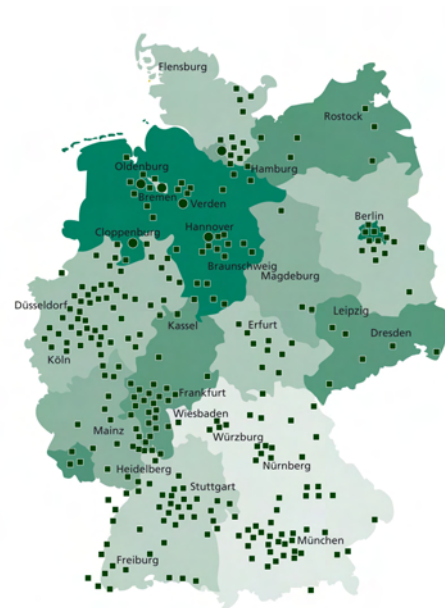 Flensburg
Rostock
Oldenburg
Hamburg
Bremen
Verden
Berlin
Cloppenburg
Hannover
Braunschweig
Magdeburg
Düsseldorf
Leipzig
Kassel
Erfurt
Dresden
Köln
Frankfurt
Wiesbaden
Mainz
Würzburg
Heidelberg
Nürnberg
Stuttgart
München
Freiburg